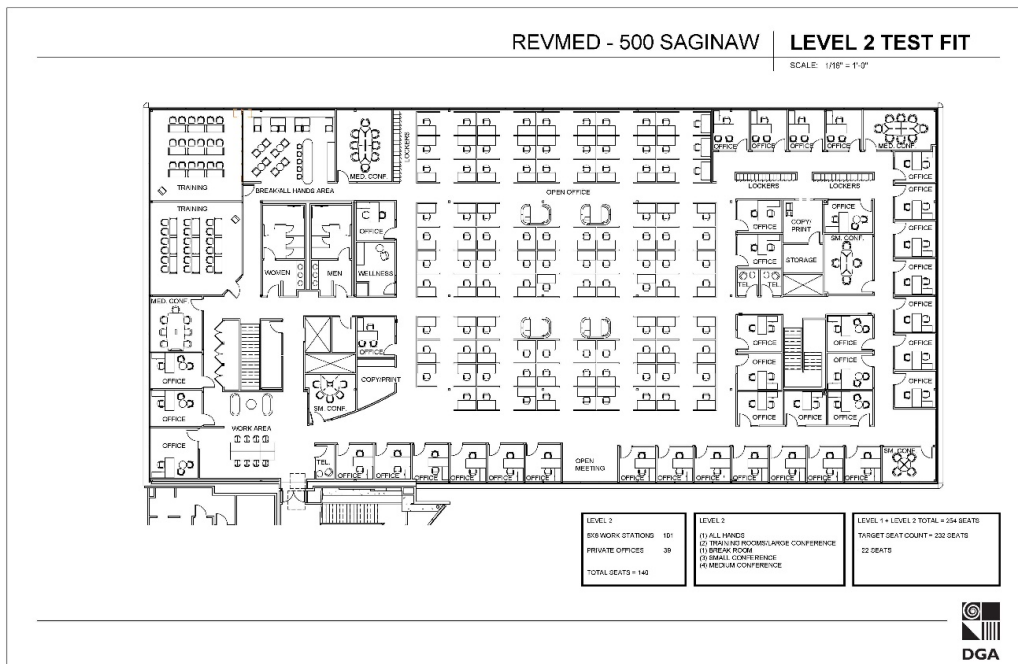 REVMED - 500 SAGINAW
LEVEL 2 TEST FIT
SCALE: 1/16" = 1'-0"
TRAINING
BREAK/ALL HANDS AREA
MED. CONF.
LOCKERS
OPEN OFFICE
OFFICE
OFFICE
OFFICE
OFFICE
MED. CONF.
LOCKERS
LOCKERS
OFFICE
OFFICE
OFFICE
OFFICE
OFFICE
OFFICE
OFFICE
TRAINING
WOMEN
MEN
OFFICE
WELLNESS
OFFICE
OFFICE
TEL.
TEL.
COPY/
PRINT
STORAGE
OFFICE
SM. CONF.
MED. CONF.
OFFICE
OFFICE
OFFICE
WORK AREA
OFFICE
COPY/PRINT
SM. CONF.
OFFICE
OFFICE
OFFICE
OFFICE
OFFICE
OFFICE
OFFICE
TEL.
OFFICE
OFFICE
OFFICE
OFFICE
OFFICE
OFFICE
OPEN
MEETING
OFFICE
OFFICE
OFFICE
OFFICE
OFFICE
OFFICE
OFFICE
SM. CONF.
LEVEL 2
WORK STATIONS 101
PRIVATE OFFICES 39
TOTAL SEATS = 140
LEVEL 2
(1) ALL HANDS
(2) TRAINING ROOMS/LARGE CONFERENCE
(1) BREAK ROOM
(3) SMALL CONFERENCE
(4) MEDIUM CONFERENCE
LEVEL 1 + LEVEL 2 TOTAL = 254 SEATS
TARGET SEAT COUNT = 232 SEATS
22 SEATS
DGA